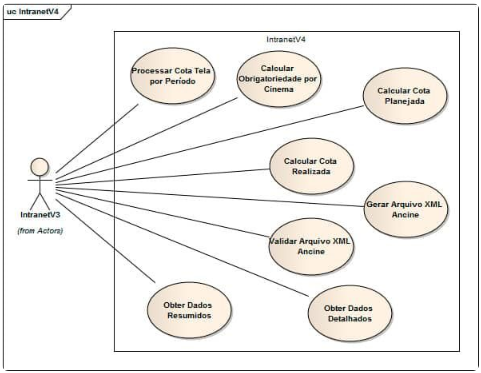 uc IntranetV4
IntranetV4
Processar Cota Tela
por Período
Calcular
Obrigatoriedade por
Cinema
Calcular Cota
Planejada
Calcular Cota
Realizada
IntranetV3
(from Actors)
Gerar Arquivo XML
Ancine
Validar Arquivo XML
Ancine
Obter Dados
Resumidos
Obter Dados
Detalhados